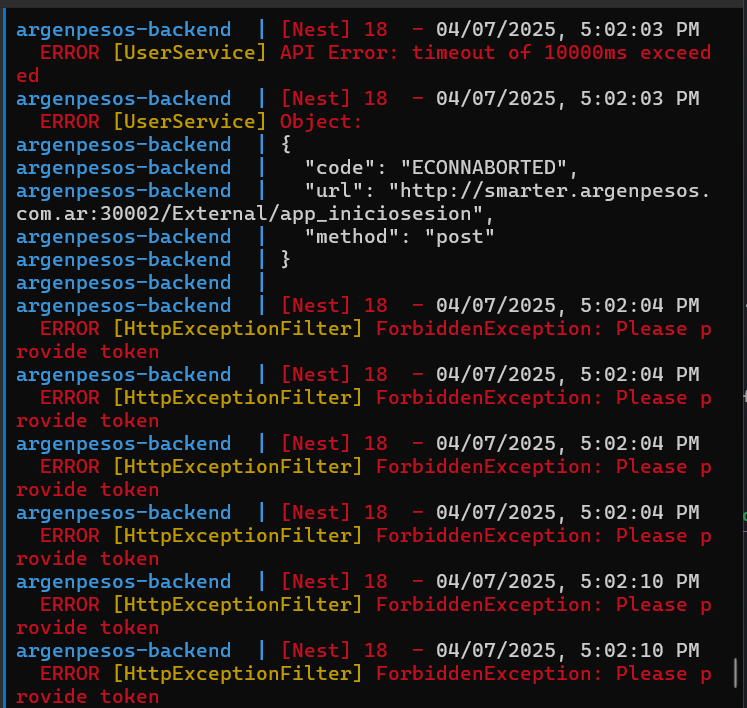 argenpesos-backend  | [Nest] 18  - 04/07/2025, 5:02:03 PM
  ERROR [UserService] API Error: timeout of 10000ms exceed
ed
argenpesos-backend  | [Nest] 18  - 04/07/2025, 5:02:03 PM
  ERROR [UserService] Object:
argenpesos-backend  | {
argenpesos-backend  |   "code": "ECONNABORTED",
argenpesos-backend  |   "url": "http://smarter.argenpesos.
com.ar:30002/External/app_iniciosesion",
argenpesos-backend  |   "method": "post"
argenpesos-backend  | }
argenpesos-backend  |
argenpesos-backend  | [Nest] 18  - 04/07/2025, 5:02:04 PM
  ERROR [HttpExceptionFilter] ForbiddenException: Please p
rovide token
argenpesos-backend  | [Nest] 18  - 04/07/2025, 5:02:04 PM
  ERROR [HttpExceptionFilter] ForbiddenException: Please p
rovide token
argenpesos-backend  | [Nest] 18  - 04/07/2025, 5:02:04 PM
  ERROR [HttpExceptionFilter] ForbiddenException: Please p
rovide token
argenpesos-backend  | [Nest] 18  - 04/07/2025, 5:02:04 PM
  ERROR [HttpExceptionFilter] ForbiddenException: Please p
rovide token
argenpesos-backend  | [Nest] 18  - 04/07/2025, 5:02:10 PM
  ERROR [HttpExceptionFilter] ForbiddenException: Please p
rovide token
argenpesos-backend  | [Nest] 18  - 04/07/2025, 5:02:10 PM
  ERROR [HttpExceptionFilter] ForbiddenException: Please p
rovide token